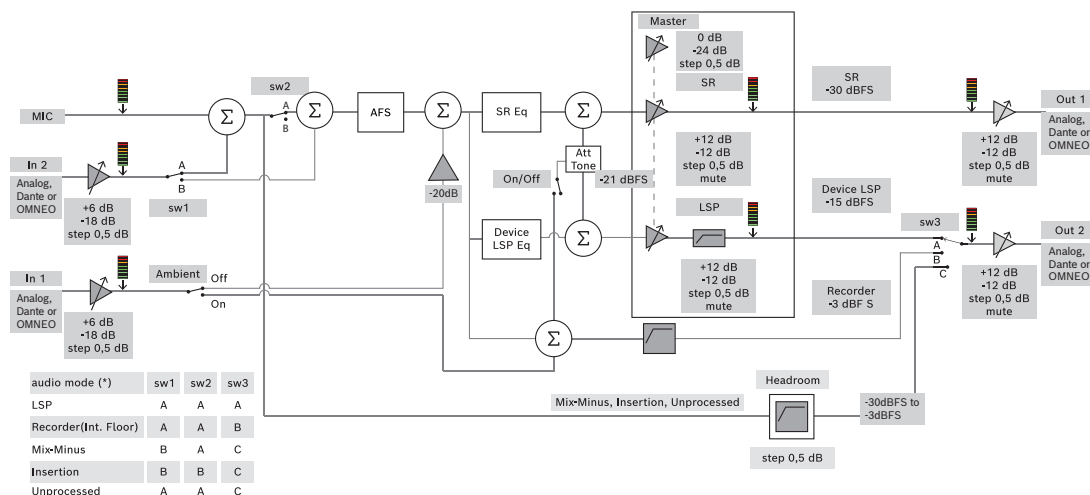 Master
0 dB
-24 dB
step 0,5 dB
SR
SR
-30 dBFS
sw2
A
B
MIC
Σ
Σ
AFS
Σ
SR Eq
Σ
Out 1
Analog,
Dante or
OMNEO
+12 dB
-12 dB
step 0,5 dB
mute
+12 dB
-12 dB
step 0,5 dB
mute
In 2
Analog,
Dante or
OMNEO
A
B
sw1
+6 dB
-18 dB
step 0,5 dB
-20dB
On/Off
Att
Tone
-21 dBFS
Device LSP
-15 dBFS
LSP
Device
LSP Eq
Σ
sw3
A
B
C
Out 2
Analog,
Dante or
OMNEO
+12 dB
-12 dB
step 0,5 dB
mute
+12 dB
-12 dB
step 0,5 dB
mute
In 1
Analog,
Dante or
OMNEO
Ambient
Off
On
+6 dB
-18 dB
step 0,5 dB
Recorder
-3 dBF S
Σ
audio mode (*) sw1 sw2 sw3
LSP A A A
Recorder(Int. Floor) A A B
Mix-Minus B A C
Insertion B B C
Unprocessed A A C
Mix-Minus, Insertion, Unprocessed
Headroom
step 0,5 dB
-30dBFS to
-3dBFS